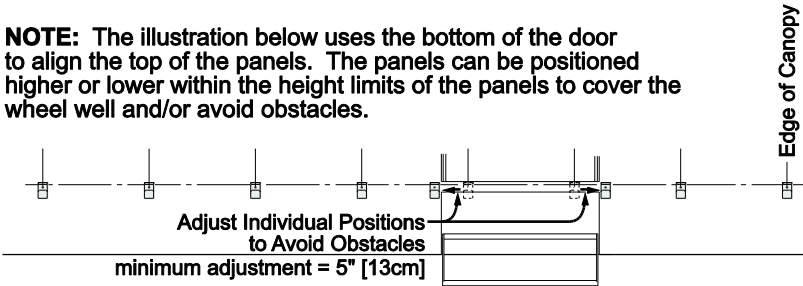 NOTE:  The illustration below uses the bottom of the door
to align the top of the panels.  The panels can be positioned
higher or lower within the height limits of the panels to cover the
wheel well and/or avoid obstacles.
Edge of Canopy
Adjust Individual Positions
to Avoid Obstacles
minimum adjustment = 5" [13cm]